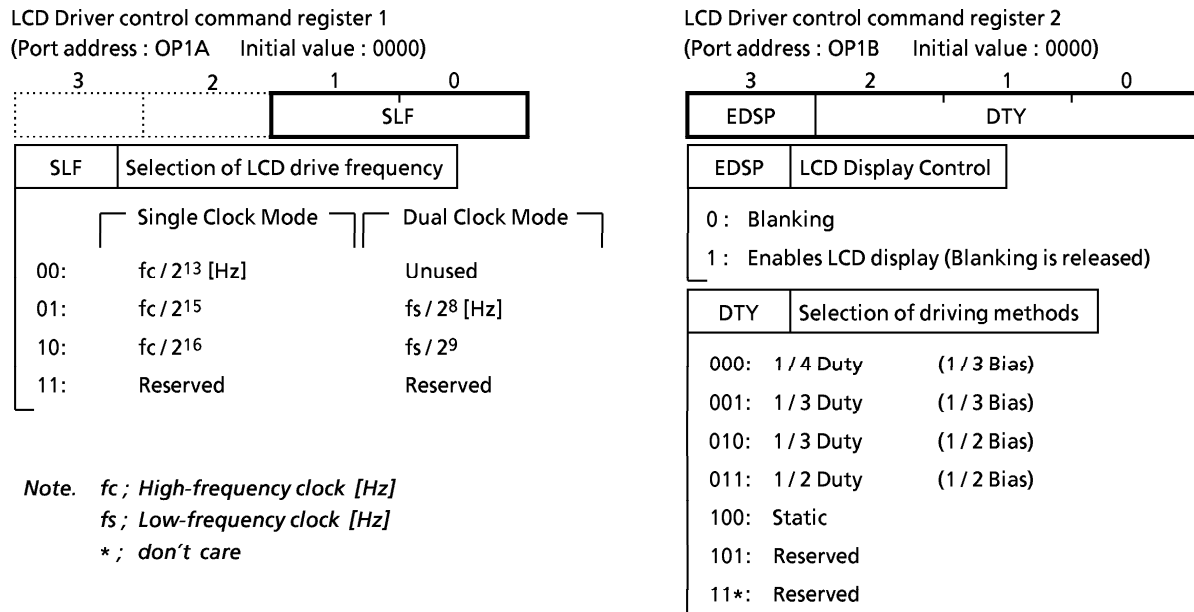 LCD Driver control command register 1
(Port address : OP1A Initial value : 0000)
3 2 1 0
SLF
SLF Selection of LCD drive frequency
Single Clock Mode Dual Clock Mode
00: fc / 2¹³ [Hz] Unused
01: fc / 2¹⁵ fs / 2⁸ [Hz]
10: fc / 2¹⁶ fs / 2⁹
11: Reserved Reserved
Note. fc ; High-frequency clock [Hz]
fs ; Low-frequency clock [Hz]
* ; don't care
LCD Driver control command register 2
(Port address : OP1B Initial value : 0000)
3 2 1 0
EDSP DTY
EDSP LCD Display Control
0 : Blanking
1 : Enables LCD display (Blanking is released)
DTY Selection of driving methods
000: 1 / 4 Duty (1 / 3 Bias)
001: 1 / 3 Duty (1 / 3 Bias)
010: 1 / 3 Duty (1 / 2 Bias)
011: 1 / 2 Duty (1 / 2 Bias)
100: Static
101: Reserved
11*: Reserved